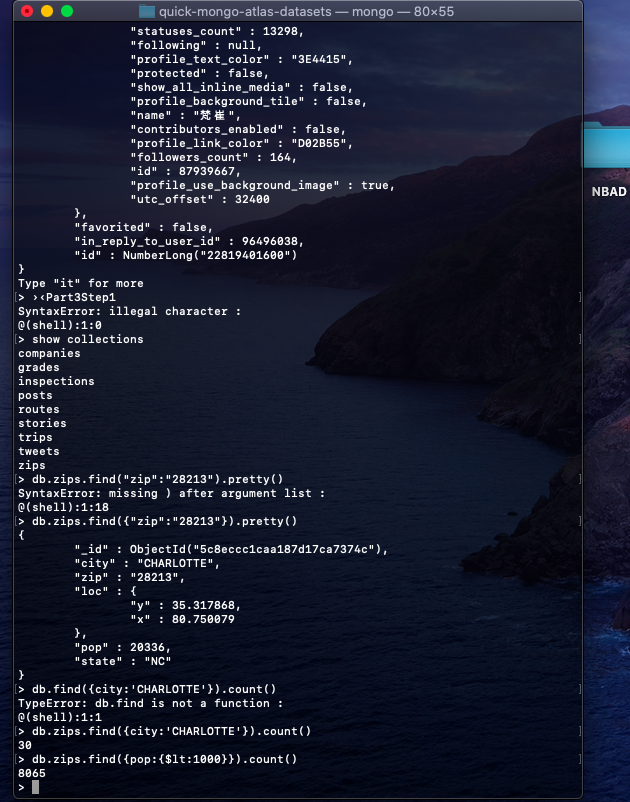 quick-mongo-atlas-datasets — mongo — 80×55
"statuses_count" : 13298,
"following" : null,
"profile_text_color" : "3E4415",
"protected" : false,
"show_all_inline_media" : false,
"profile_background_tile" : false,
"name" : "梵崔",
"contributors_enabled" : false,
"profile_link_color" : "D02B55",
"followers_count" : 164,
"id" : 87939667,
"profile_use_background_image" : true,
"utc_offset" : 32400
},
"favorited" : false,
"in_reply_to_user_id" : 96496038,
"id" : NumberLong("22819401600")
}
Type "it" for more
[> ›‹Part3Step1 ]
SyntaxError: illegal character :
@(shell):1:0
[> show collections ]
companies
grades
inspections
posts
routes
stories
trips
tweets
zips
[> db.zips.find("zip":"28213").pretty() ]
SyntaxError: missing ) after argument list :
@(shell):1:18
[> db.zips.find({"zip":"28213"}).pretty() ]
{
"_id" : ObjectId("5c8eccc1caa187d17ca7374c"),
"city" : "CHARLOTTE",
"zip" : "28213",
"loc" : {
"y" : 35.317868,
"x" : 80.750079
},
"pop" : 20336,
"state" : "NC"
}
[> db.find({city:'CHARLOTTE'}).count() ]
TypeError: db.find is not a function :
@(shell):1:1
[> db.zips.find({city:'CHARLOTTE'}).count() ]
30
[> db.zips.find({pop:{$lt:1000}}).count() ]
8065
>
NBAD